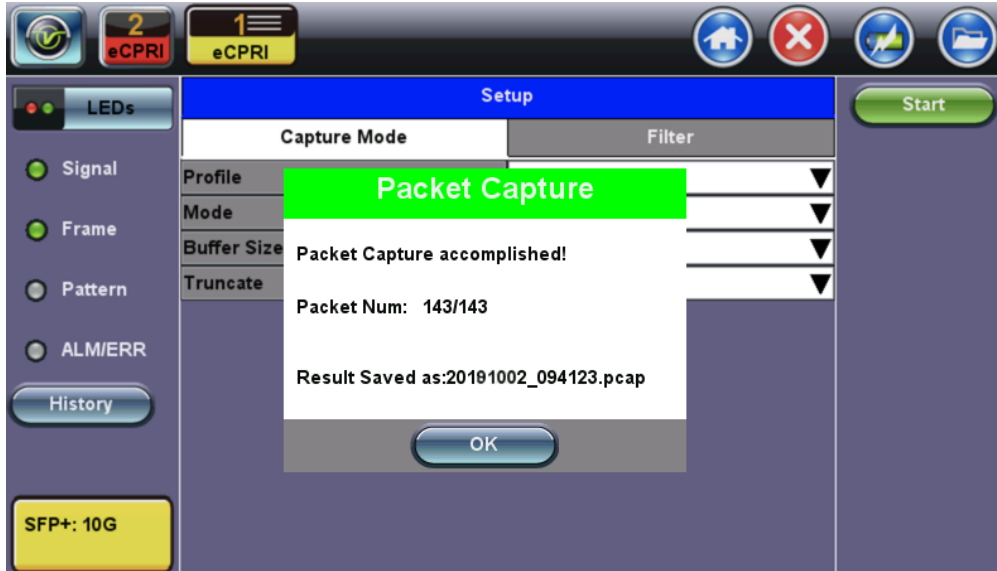 2
eCPRI
1
eCPRI
LEDs
Setup
Start
Capture Mode
Filter
Signal
Profile
Packet Capture
Mode
Frame
Buffer Size
Packet Capture accomplished!
Truncate
Pattern
Packet Num: 143/143
ALM/ERR
Result Saved as:20191002_094123.pcap
History
OK
SFP+: 10G